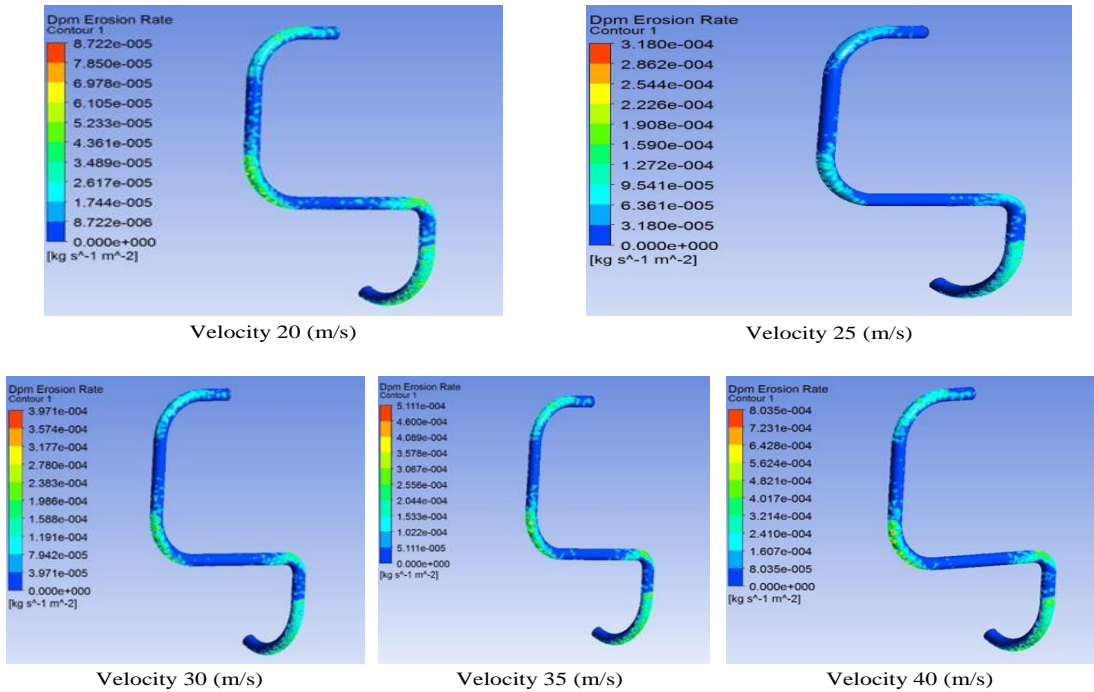 Dpm Erosion Rate
Contour 1
8.722e-005
7.850e-005
6.978e-005
6.105e-005
5.233e-005
4.361e-005
3.489e-005
2.617e-005
1.744e-005
8.722e-006
0.000e+000
[kg s^-1 m^-2]
Velocity 20 (m/s)
Dpm Erosion Rate
Contour 1
3.180e-004
2.862e-004
2.544e-004
2.226e-004
1.908e-004
1.590e-004
1.272e-004
9.541e-005
6.361e-005
3.180e-005
0.000e+000
[kg s^-1 m^-2]
Velocity 25 (m/s)
Dpm Erosion Rate
Contour 1
3.971e-004
3.574e-004
3.177e-004
2.780e-004
2.383e-004
1.986e-004
1.588e-004
1.191e-004
7.942e-005
3.971e-005
0.000e+000
[kg s^-1 m^-2]
Velocity 30 (m/s)
Dpm Erosion Rate
Contour 1
5.111e-004
4.600e-004
4.089e-004
3.578e-004
3.067e-004
2.556e-004
2.044e-004
1.533e-004
1.022e-004
5.111e-005
0.000e+000
[kg s^-1 m^-2]
Velocity 35 (m/s)
Dpm Erosion Rate
Contour 1
8.035e-004
7.231e-004
6.428e-004
5.624e-004
4.821e-004
4.017e-004
3.214e-004
2.410e-004
1.607e-004
8.035e-005
0.000e+000
[kg s^-1 m^-2]
Velocity 40 (m/s)